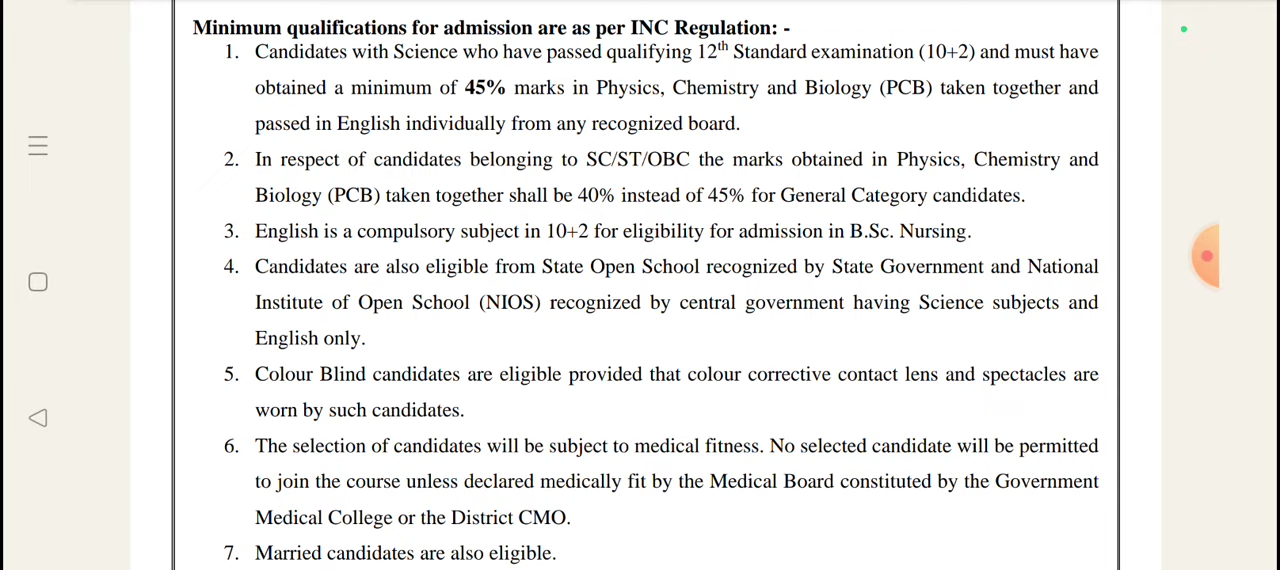 Minimum qualifications for admission are as per INC Regulation: -
1. Candidates with Science who have passed qualifying 12th Standard examination (10+2) and must have
obtained a minimum of 45% marks in Physics, Chemistry and Biology (PCB) taken together and
passed in English individually from any recognized board.
2. In respect of candidates belonging to SC/ST/OBC the marks obtained in Physics, Chemistry and
Biology (PCB) taken together shall be 40% instead of 45% for General Category candidates.
3. English is a compulsory subject in 10+2 for eligibility for admission in B.Sc. Nursing.
4. Candidates are also eligible from State Open School recognized by State Government and National
Institute of Open School (NIOS) recognized by central government having Science subjects and
English only.
5. Colour Blind candidates are eligible provided that colour corrective contact lens and spectacles are
worn by such candidates.
6. The selection of candidates will be subject to medical fitness. No selected candidate will be permitted
to join the course unless declared medically fit by the Medical Board constituted by the Government
Medical College or the District CMO.
7. Married candidates are also eligible.